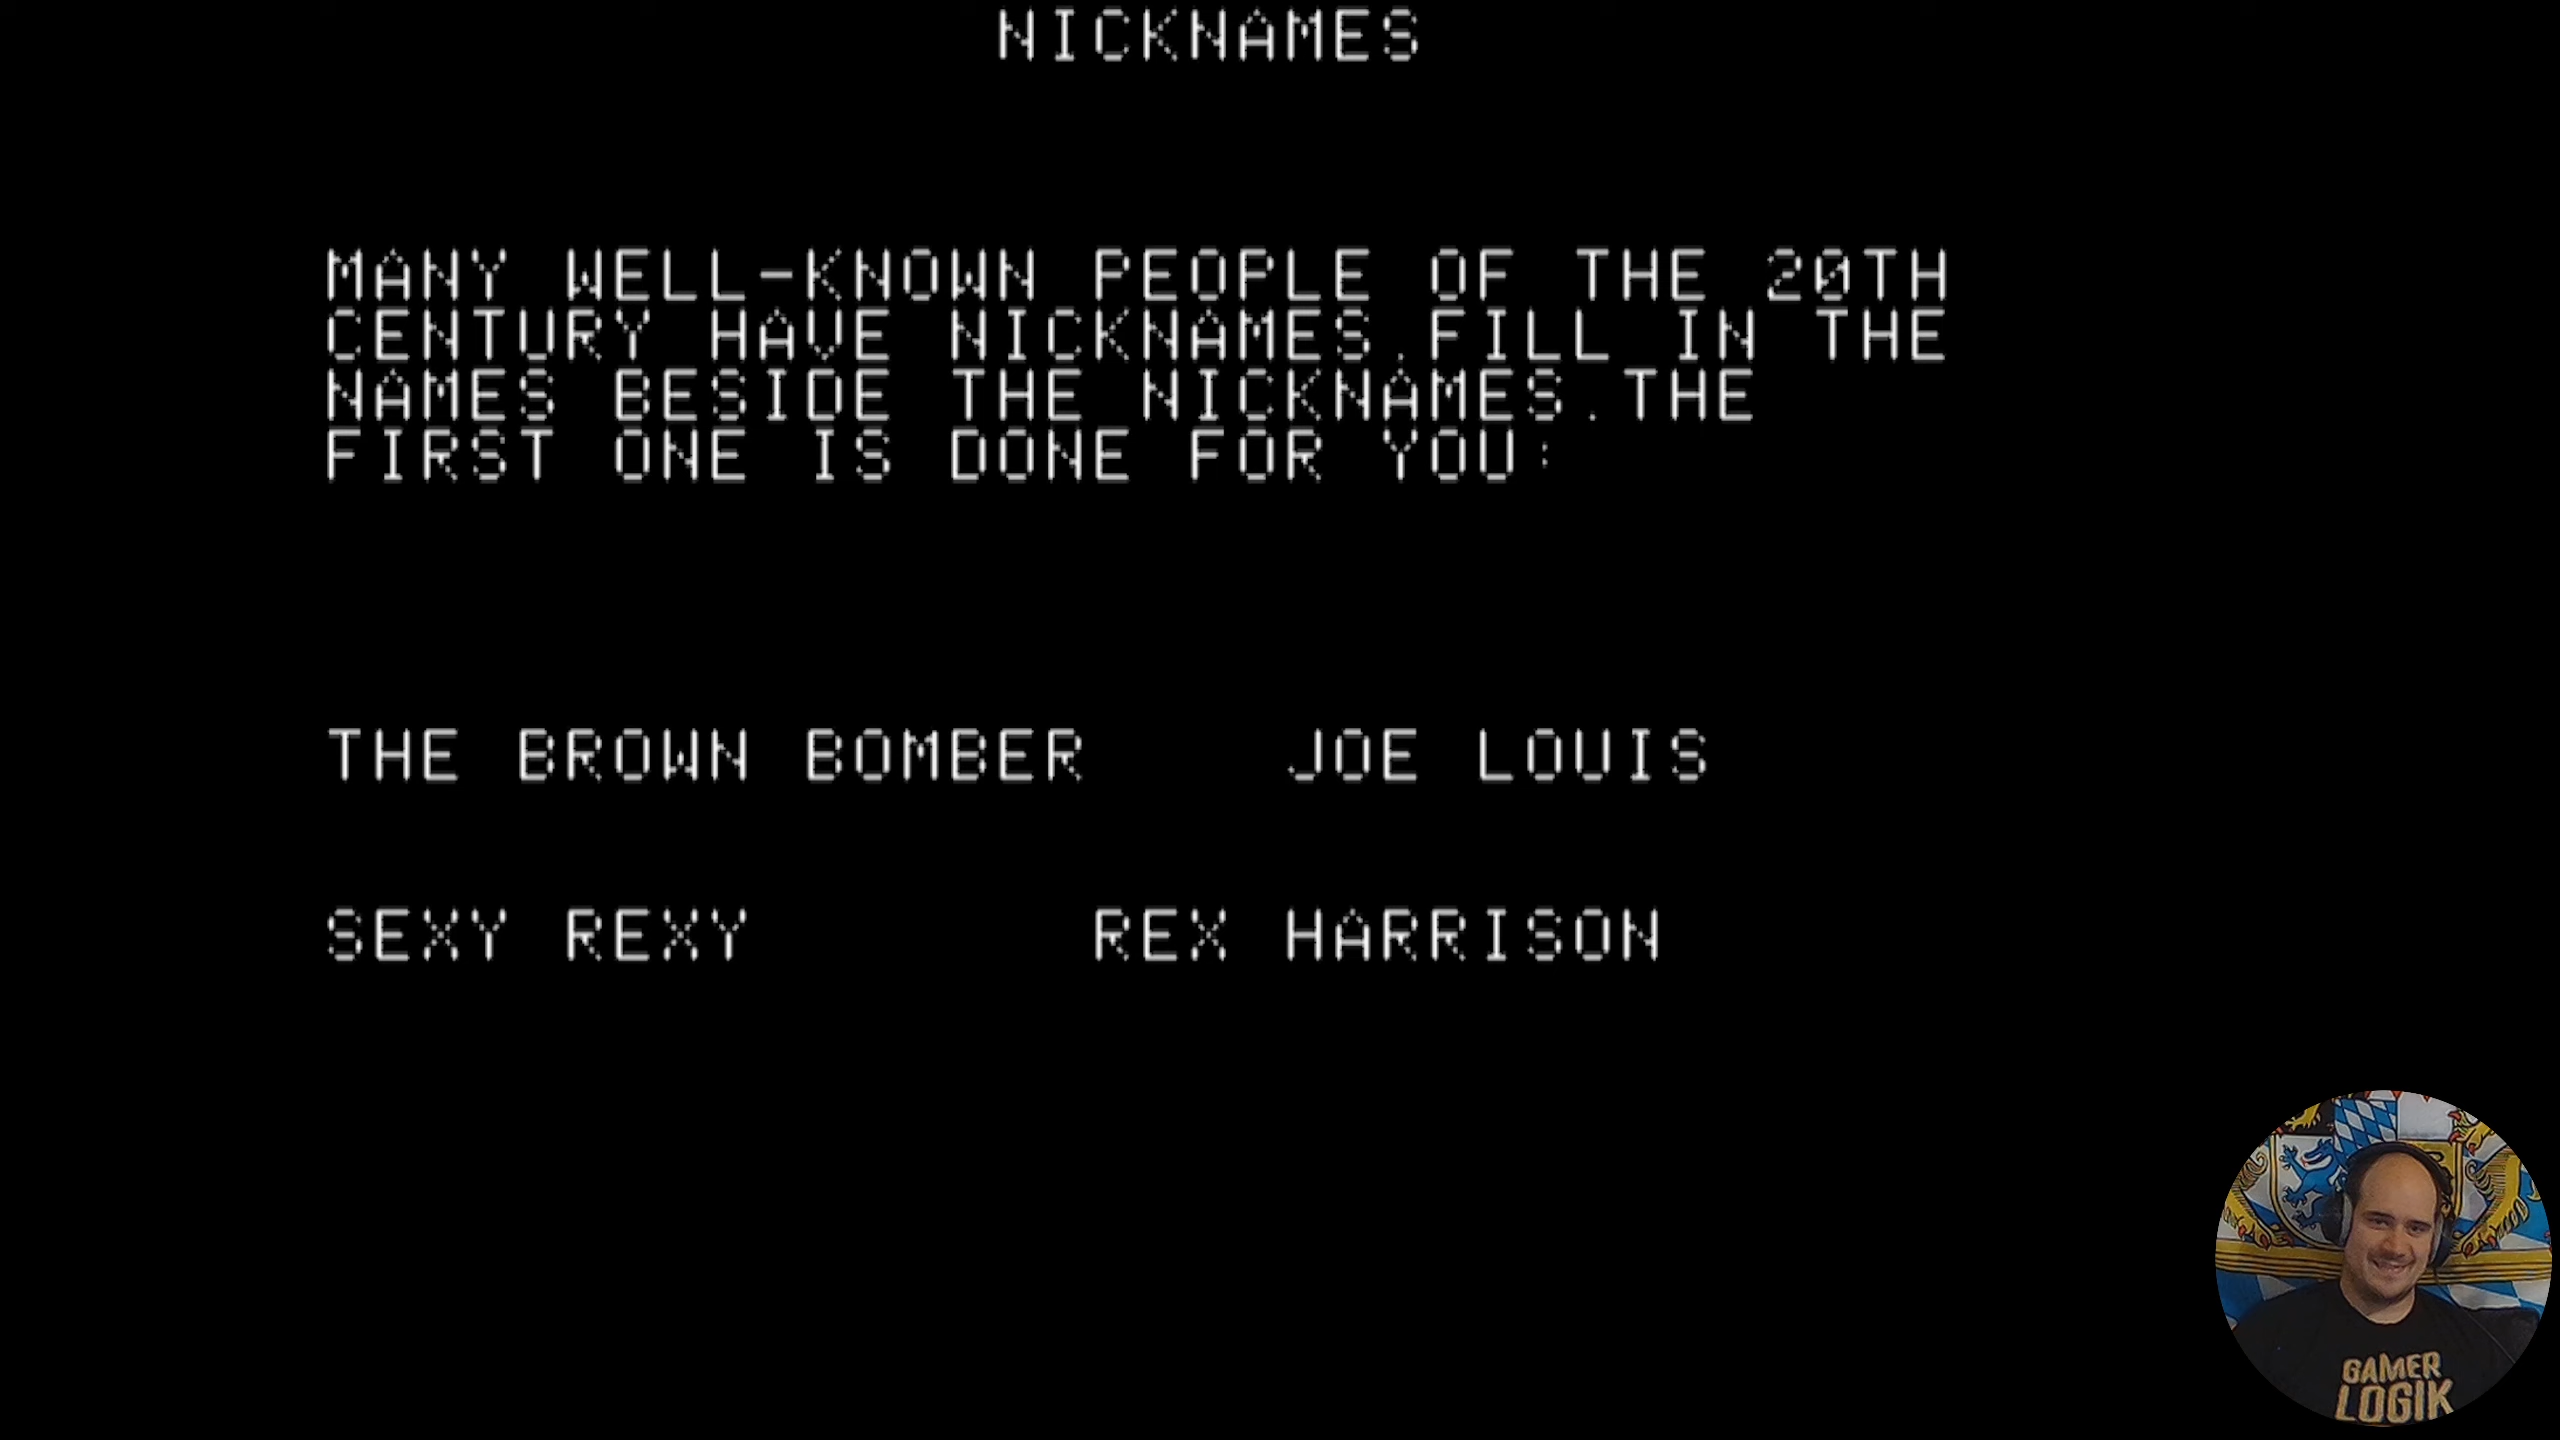 NICKNAMES
MANY WELL-KNOWN PEOPLE OF THE 20TH
CENTURY HAVE NICKNAMES.FILL IN THE
NAMES BESIDE THE NICKNAMES.THE
FIRST ONE IS DONE FOR YOU:
THE BROWN BOMBER JOE LOUIS
SEXY REXY REX HARRISON
GAMER
LOGIK